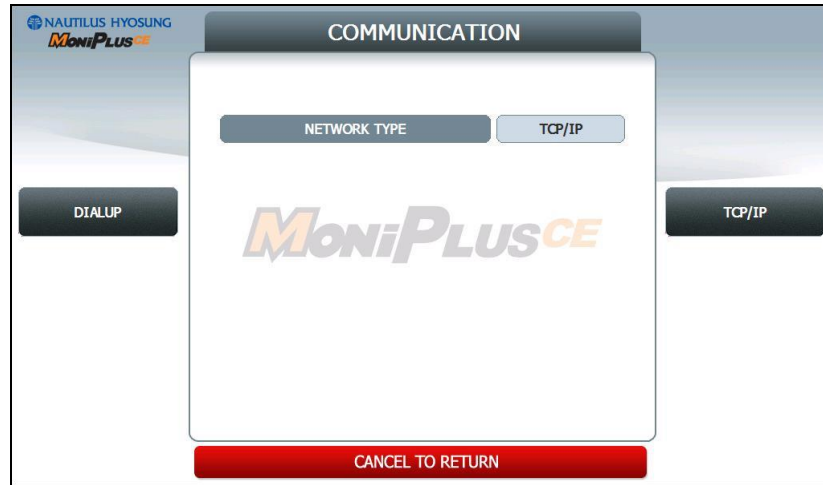 NAUTILUS HYOSUNG
MONiPLUSCE
COMMUNICATION
NETWORK TYPE
TCP/IP
DIALUP
MONiPLUSCE
TCP/IP
CANCEL TO RETURN